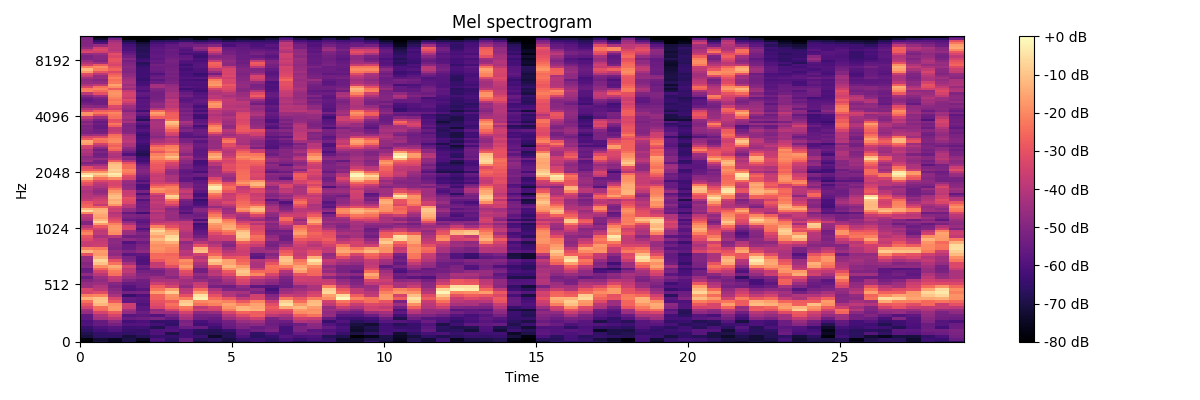 Mel spectrogram
+0 dB
8192
-10 dB
4096
-20 dB
-30 dB
Hz
2048
-40 dB
1024
-50 dB
-60 dB
512
-70 dB
0
-80 dB
0 5 10 15 20 25
Time